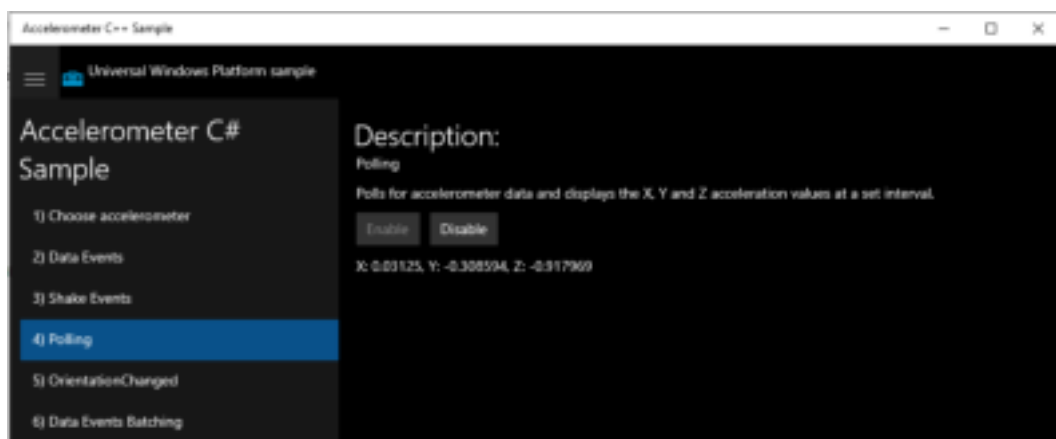 Accelerometer C++ Sample
Universal Windows Platform sample
Accelerometer C#
Sample
1) Choose accelerometer
2) Data Events
3) Shake Events
4) Polling
5) OrientationChanged
6) Data Events Batching
Description:
Polling
Polls for accelerometer data and displays the X, Y and Z acceleration values at a set interval.
Enable Disable
X: 0.03125, Y: -0.308594, Z: -0.917969